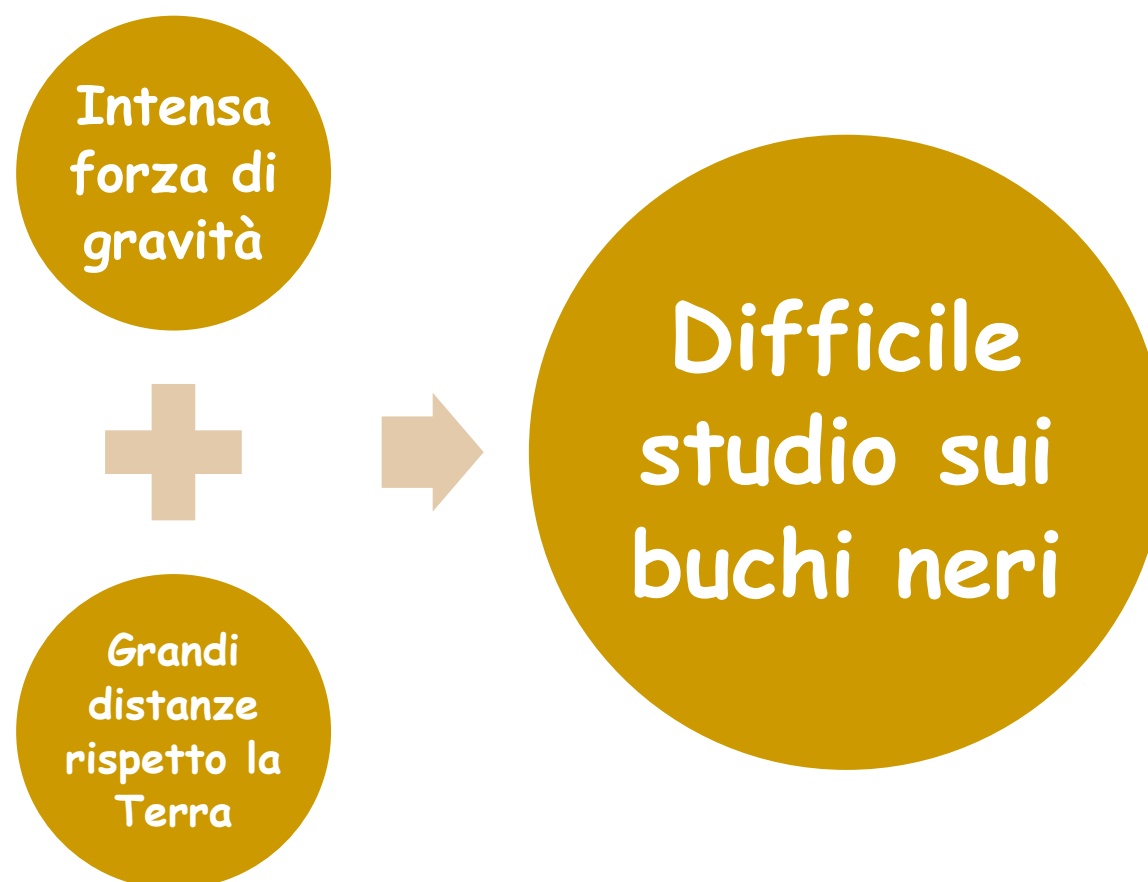 Intensa
forza di
gravità
Grandi
distanze
rispetto la
Terra
Difficile
studio sui
buchi neri